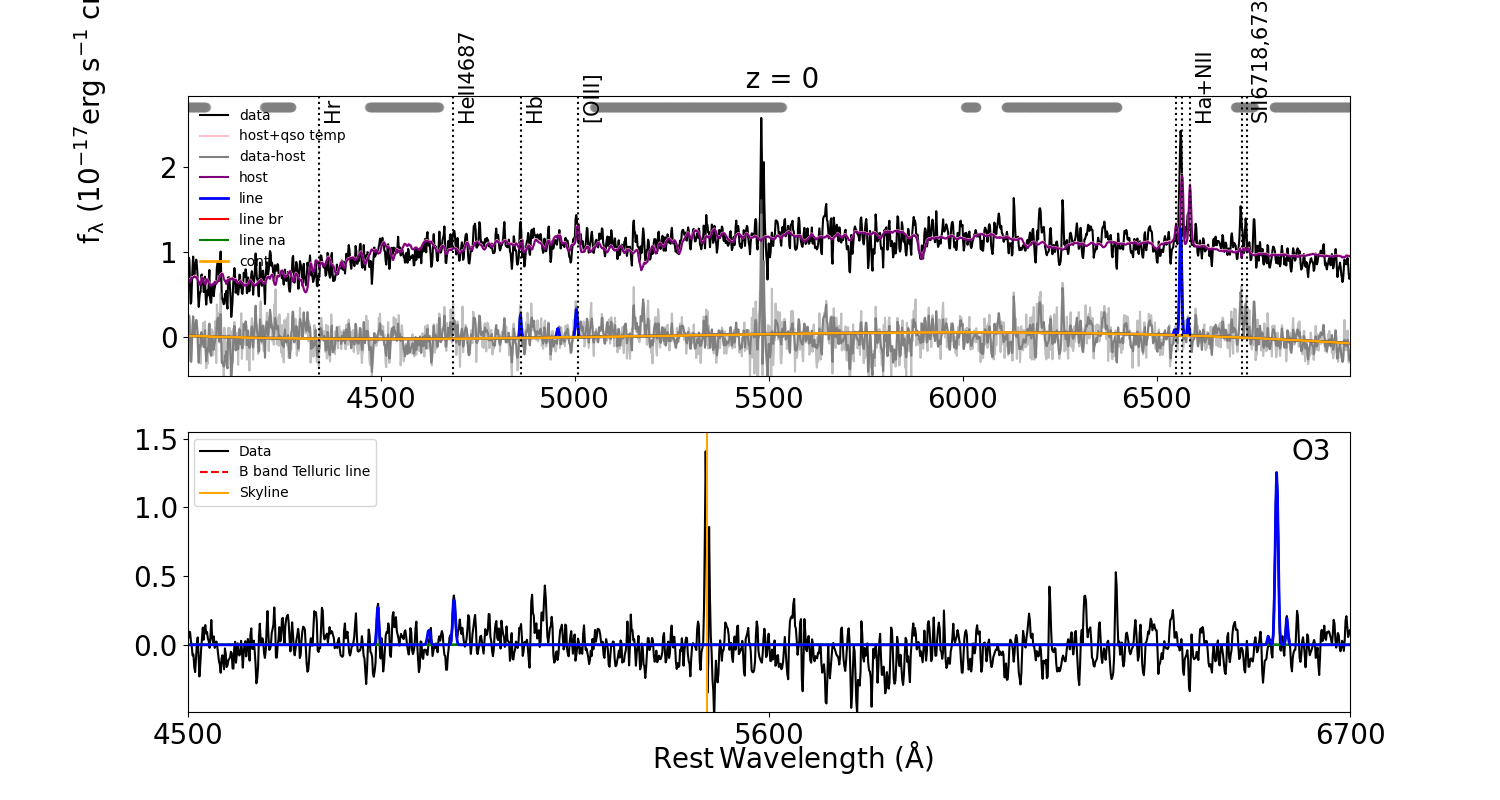 z = 0
f_λ (10^−17 erg s^−1
Hr
HeII4687
Hb
[OIII]
Ha+NII
SII6718,673
data
host+qso temp
data-host
host
line
line br
line na
2
1
0
4500
5000
5500
6000
6500
Data
B band Telluric line
Skyline
O3
1.5
1.0
0.5
0.0
4500
5600
6700
Rest Wavelength (Å)